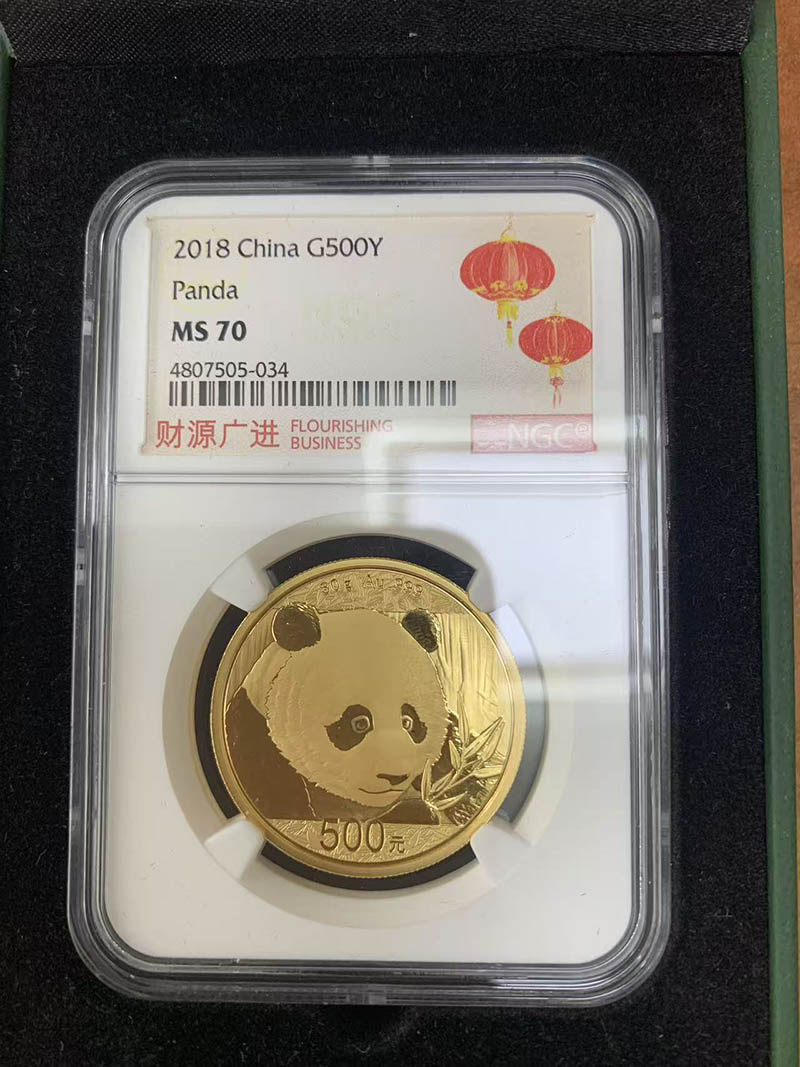 2018 China G500Y
Panda
MS 70
4807505-034
财源广进 FLOURISHING BUSINESS
NGC®
30g Au .999
500元